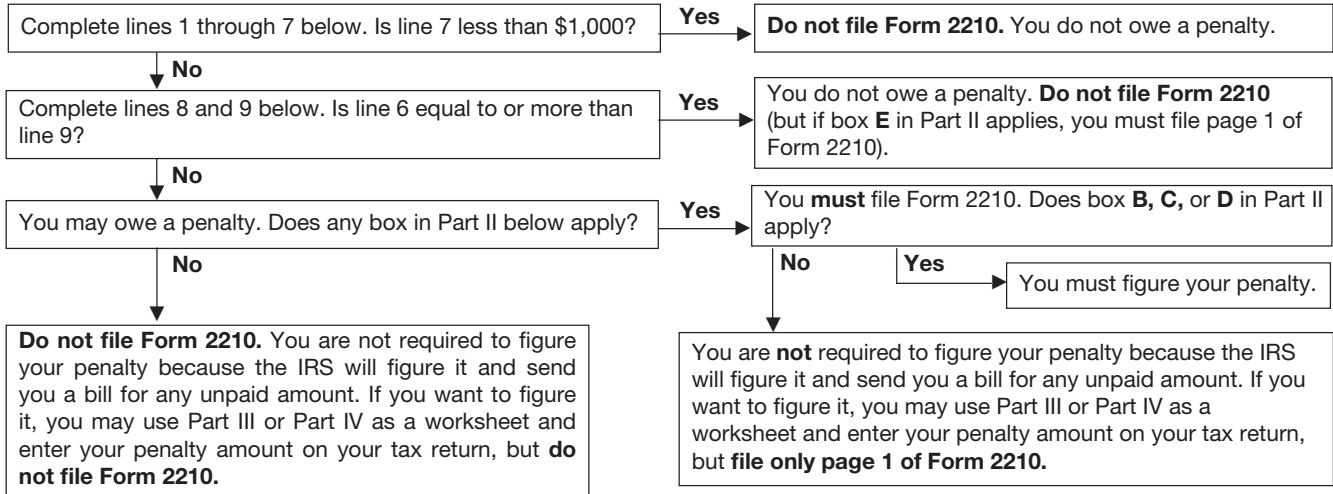 Complete lines 1 through 7 below. Is line 7 less than $1,000?
Yes
Do not file Form 2210. You do not owe a penalty.
No
Complete lines 8 and 9 below. Is line 6 equal to or more than
line 9?
Yes
You do not owe a penalty. Do not file Form 2210
(but if box E in Part II applies, you must file page 1 of
Form 2210).
No
You may owe a penalty. Does any box in Part II below apply?
Yes
You must file Form 2210. Does box B, C, or D in Part II
apply?
No
No
Yes
You must figure your penalty.
Do not file Form 2210. You are not required to figure
your penalty because the IRS will figure it and send
you a bill for any unpaid amount. If you want to figure
it, you may use Part III or Part IV as a worksheet and
enter your penalty amount on your tax return, but do
not file Form 2210.
You are not required to figure your penalty because the IRS
will figure it and send you a bill for any unpaid amount. If you
want to figure it, you may use Part III or Part IV as a
worksheet and enter your penalty amount on your tax return,
but file only page 1 of Form 2210.